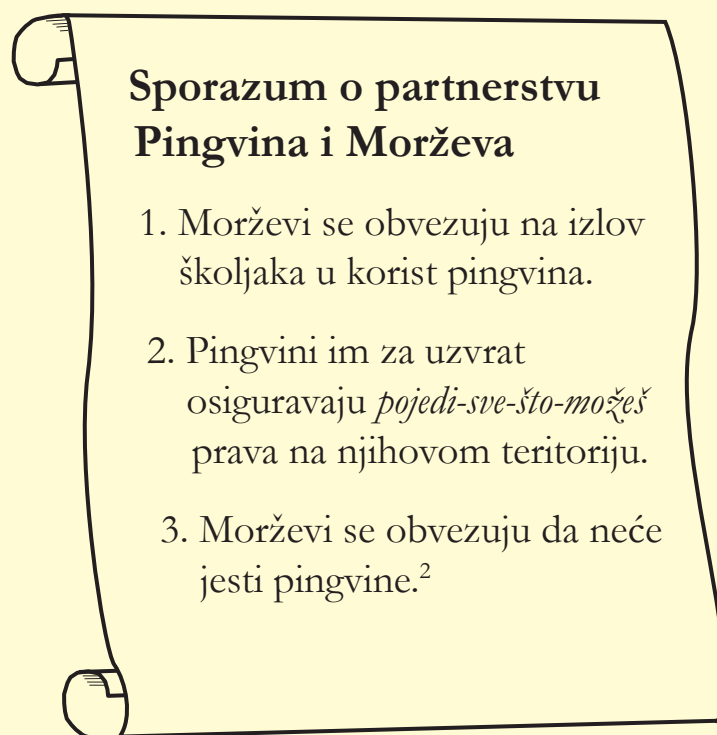 Sporazum o partnerstvu
Pingvina i Morževa
1. Morževi se obvezuju na izlov
školjaka u korist pingvina.
2. Pingvini im za uzvrat
osiguravaju pojedi-sve-što-možeš
prava na njihovom teritoriju.
3. Morževi se obvezuju da neće
jesti pingvine.²